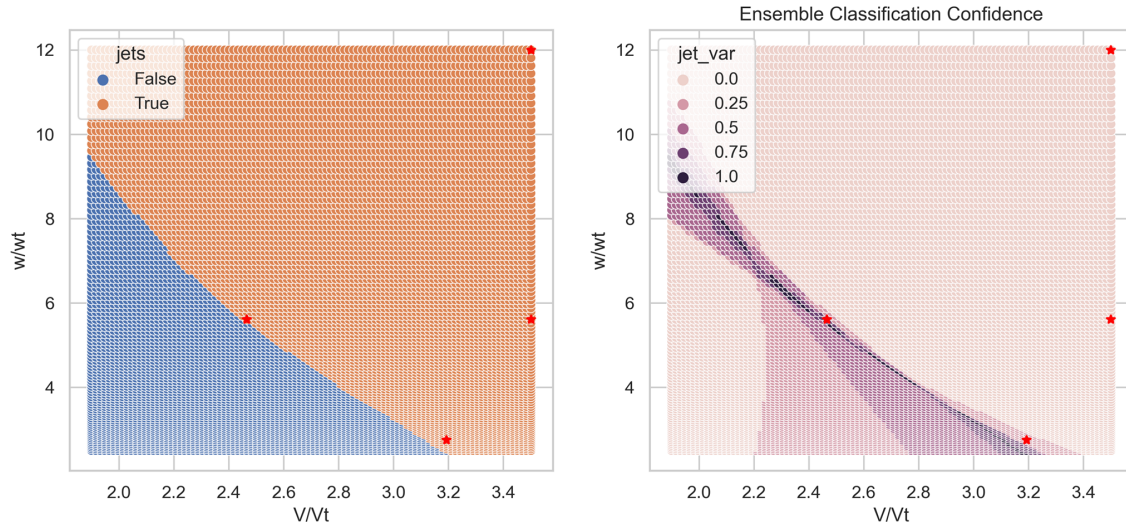 Ensemble Classification Confidence
jets
False
True
12
10
8
6
4
w/wt
2.0 2.2 2.4 2.6 2.8 3.0 3.2 3.4
V/Vt
jet_var
0.0
0.25
0.5
0.75
1.0
12
10
8
6
4
w/wt
2.0 2.2 2.4 2.6 2.8 3.0 3.2 3.4
V/Vt